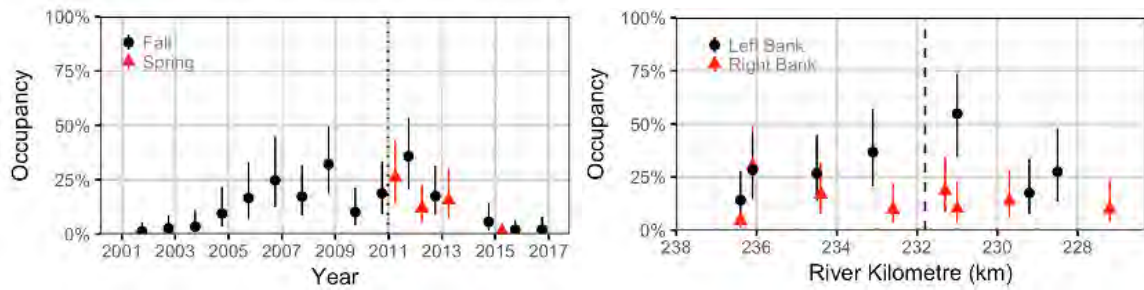 100%
75%
50%
25%
0%
Occupancy
Fall
Spring
2001 2003 2005 2007 2009 2011 2013 2015 2017
Year
100%
75%
50%
25%
0%
Occupancy
Left Bank
Right Bank
238 236 234 232 230 228
River Kilometre (km)